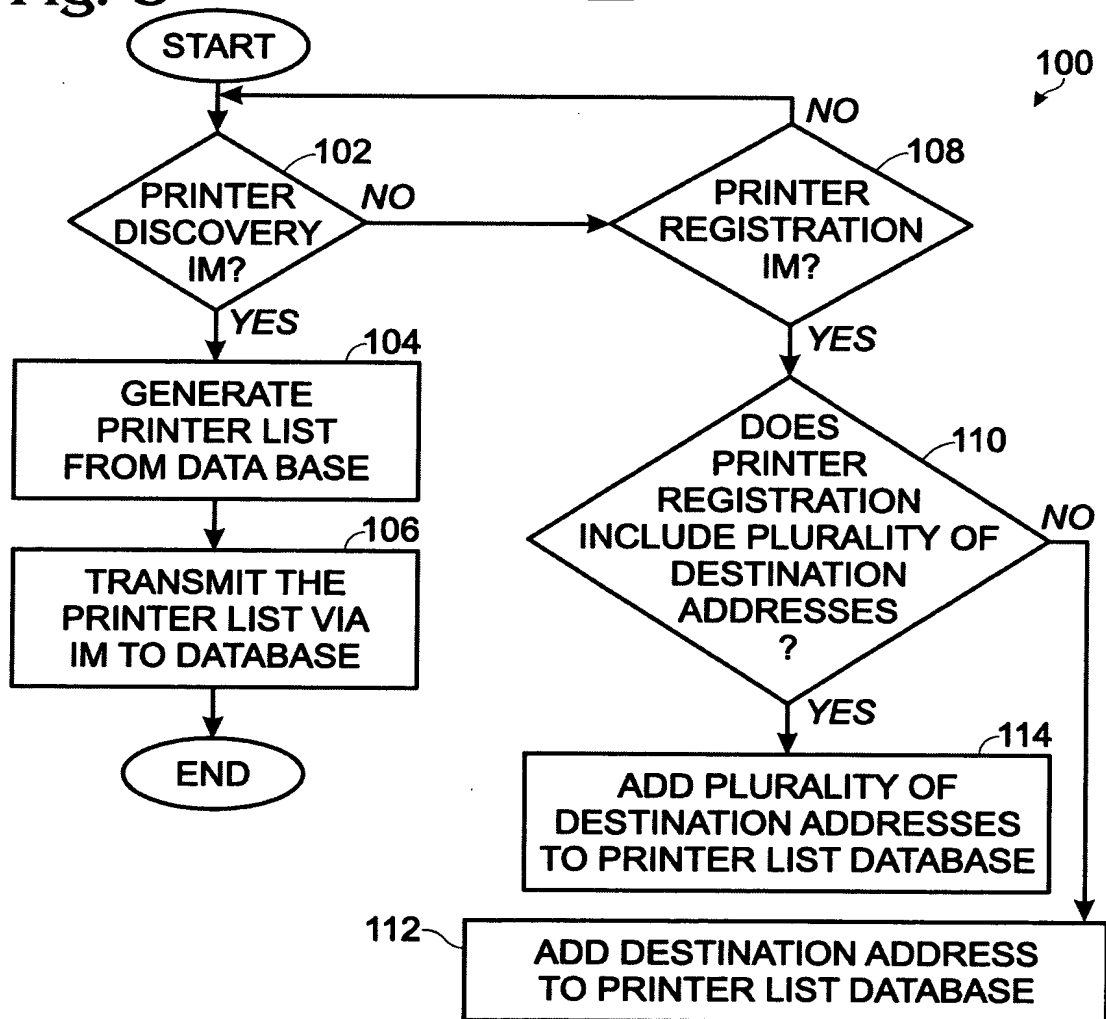 START
100
NO
102
108
PRINTER
DISCOVERY
IM?
NO
PRINTER
REGISTRATION
IM?
YES
YES
104
GENERATE
PRINTER LIST
FROM DATA BASE
DOES
PRINTER
REGISTRATION
INCLUDE PLURALITY OF
DESTINATION
ADDRESSES
?
110
NO
106
TRANSMIT THE
PRINTER LIST VIA
IM TO DATABASE
YES
END
114
ADD PLURALITY OF
DESTINATION ADDRESSES
TO PRINTER LIST DATABASE
112
ADD DESTINATION ADDRESS
TO PRINTER LIST DATABASE